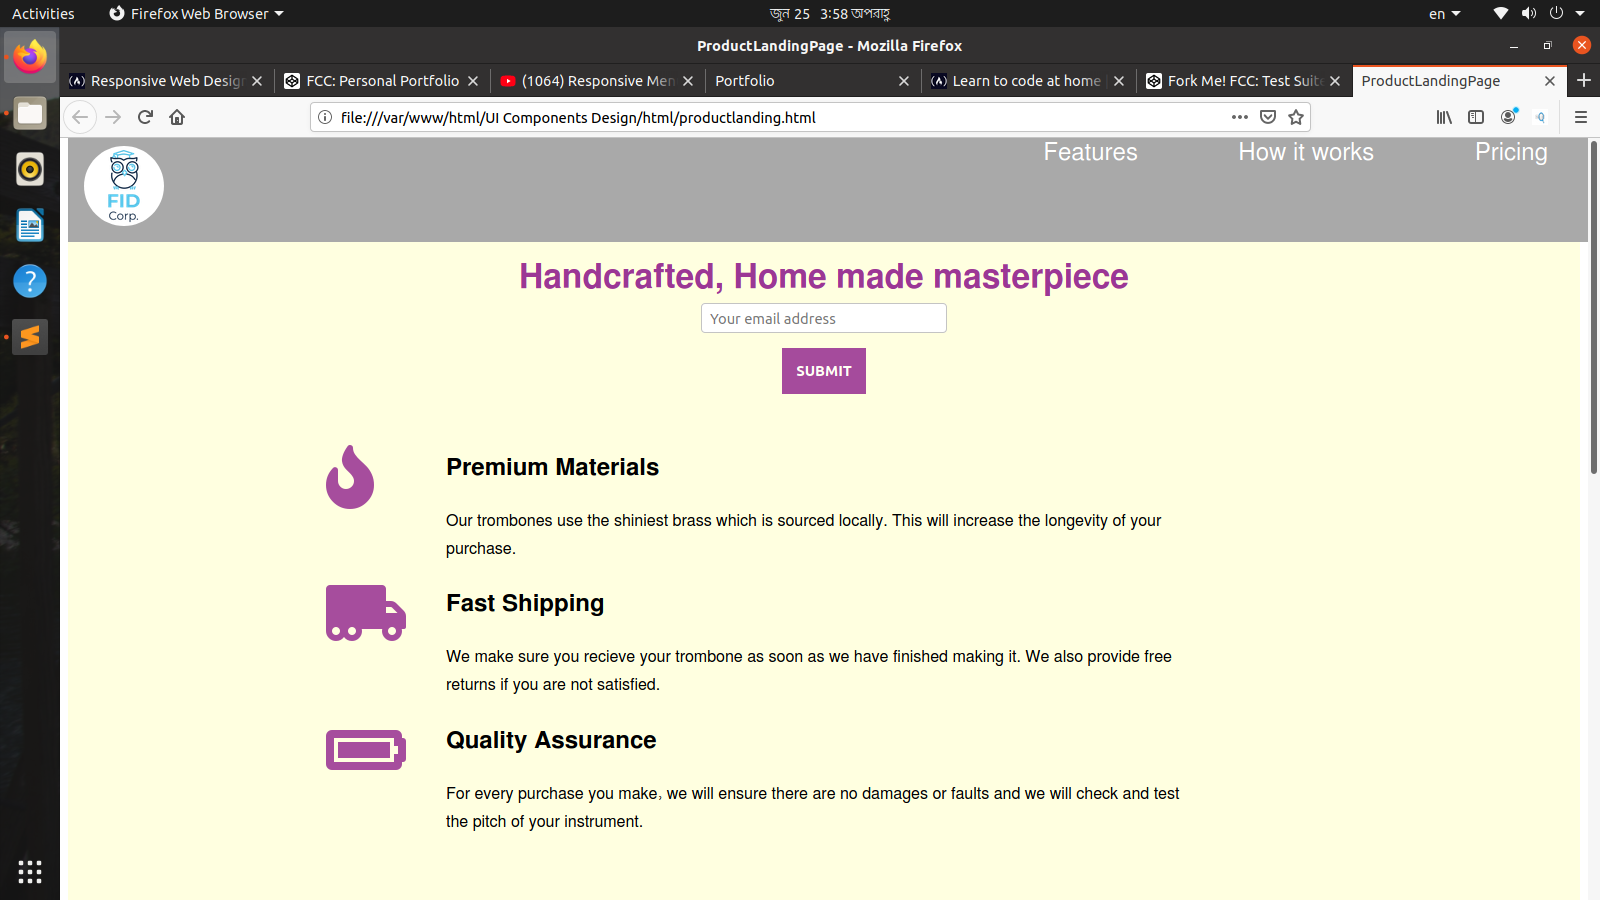 Activities
Firefox Web Browser
জুন 25 3:58 অপরাহ্ণ
en
ProductLandingPage - Mozilla Firefox
Responsive Web Design
FCC: Personal Portfolio
(1064) Responsive Men
Portfolio
Learn to code at home
Fork Me! FCC: Test Suite
ProductLandingPage
file:///var/www/html/UI Components Design/html/productlanding.html
FID
Corp.
Features
How it works
Pricing
Handcrafted, Home made masterpiece
Your email address
SUBMIT
Premium Materials
Our trombones use the shiniest brass which is sourced locally. This will increase the longevity of your
purchase.
Fast Shipping
We make sure you recieve your trombone as soon as we have finished making it. We also provide free
returns if you are not satisfied.
Quality Assurance
For every purchase you make, we will ensure there are no damages or faults and we will check and test
the pitch of your instrument.